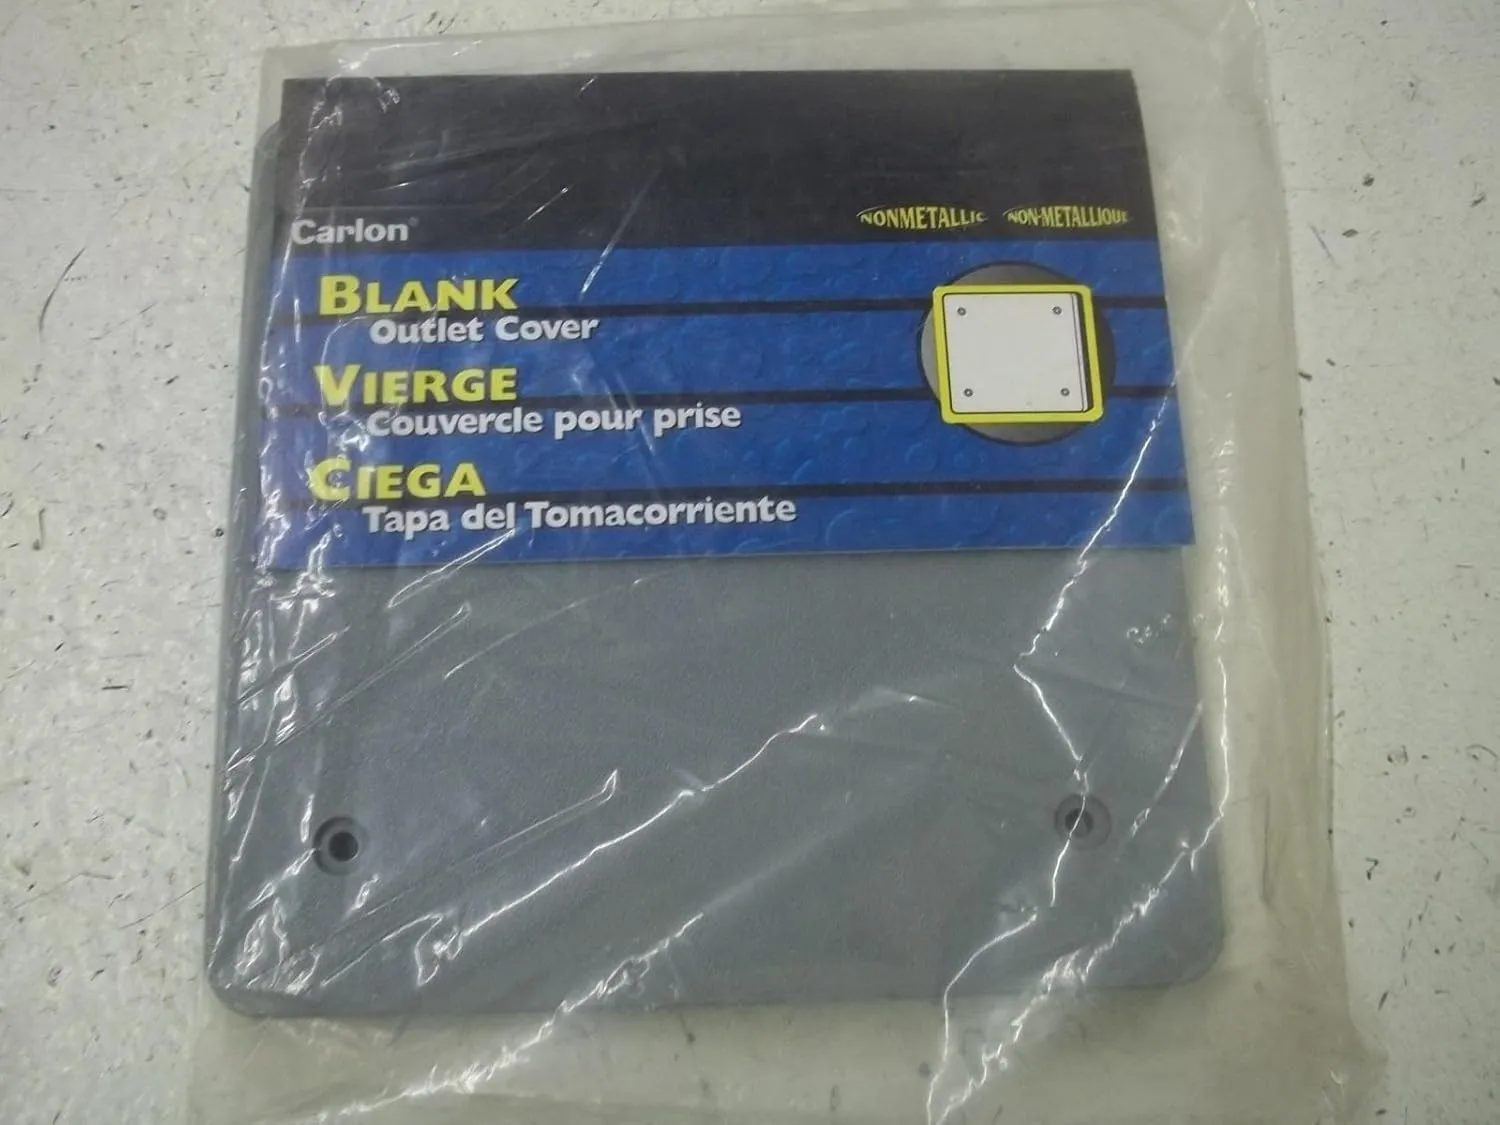 Carlon®
NONMETALLIC NON-METALLIQUE
BLANK
Outlet Cover
VIERGE
Couvercle pour prise
CIEGA
Tapa del Tomacorriente